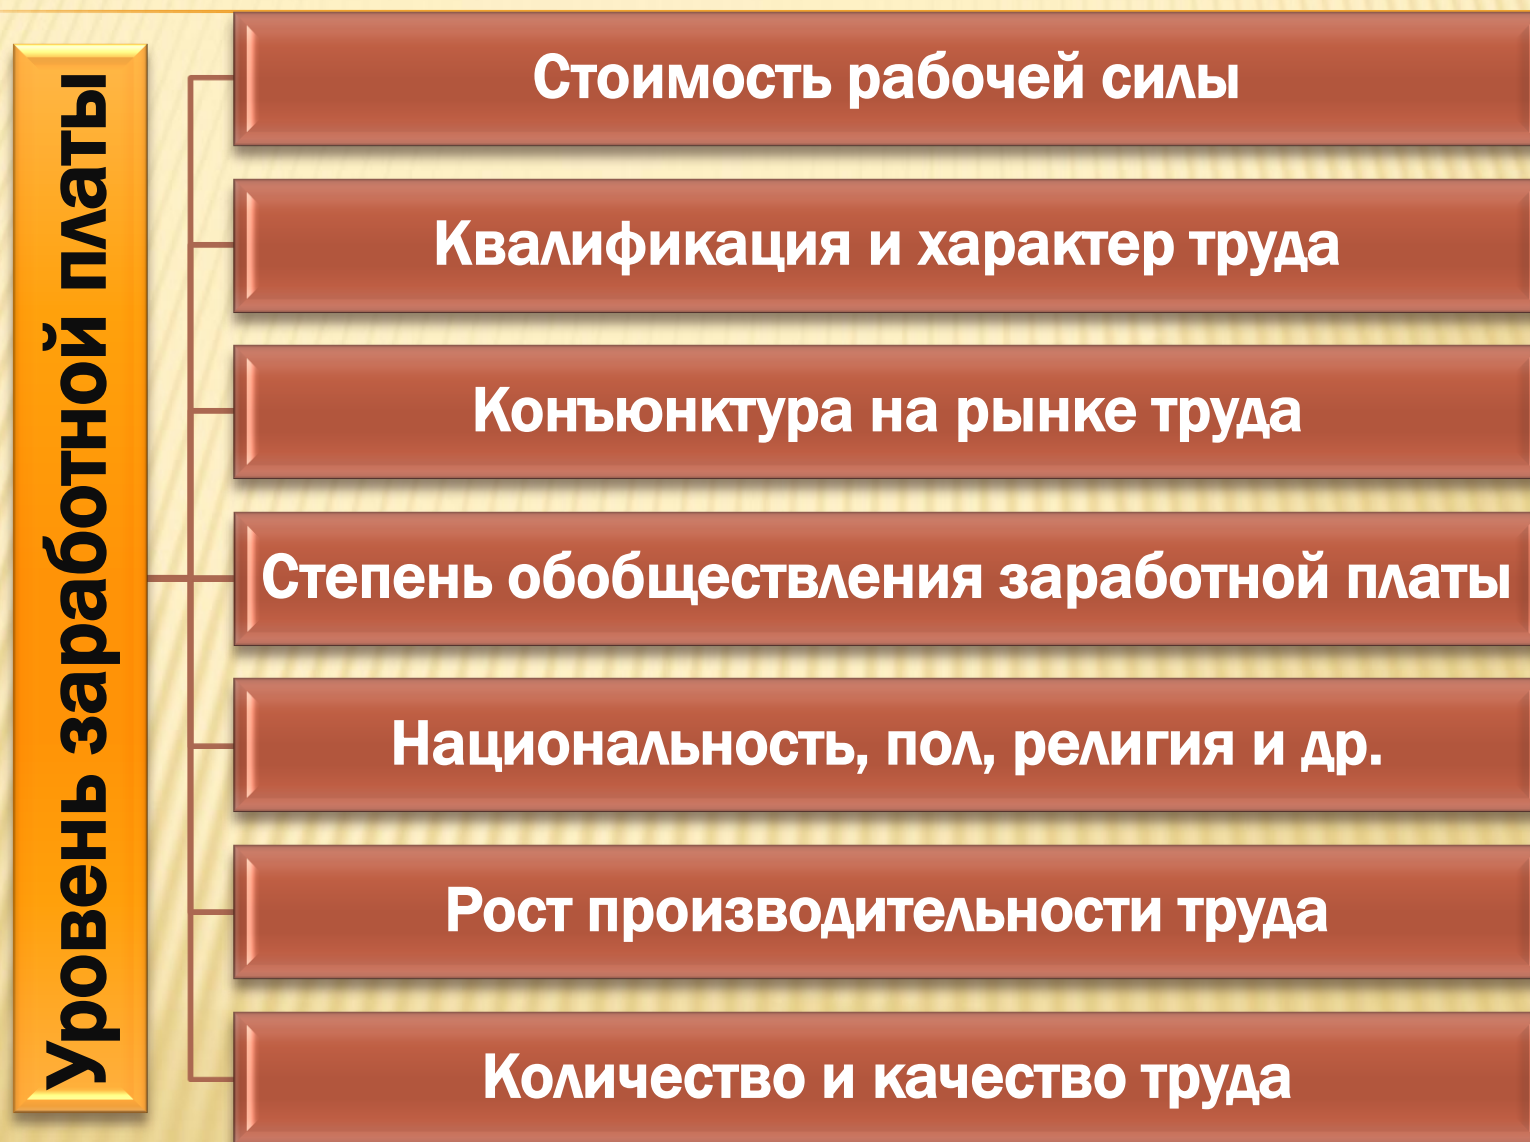 Уровень заработной платы
Стоимость рабочей силы
Квалификация и характер труда
Конъюнктура на рынке труда
Степень обобществления заработной платы
Национальность, пол, религия и др.
Рост производительности труда
Количество и качество труда